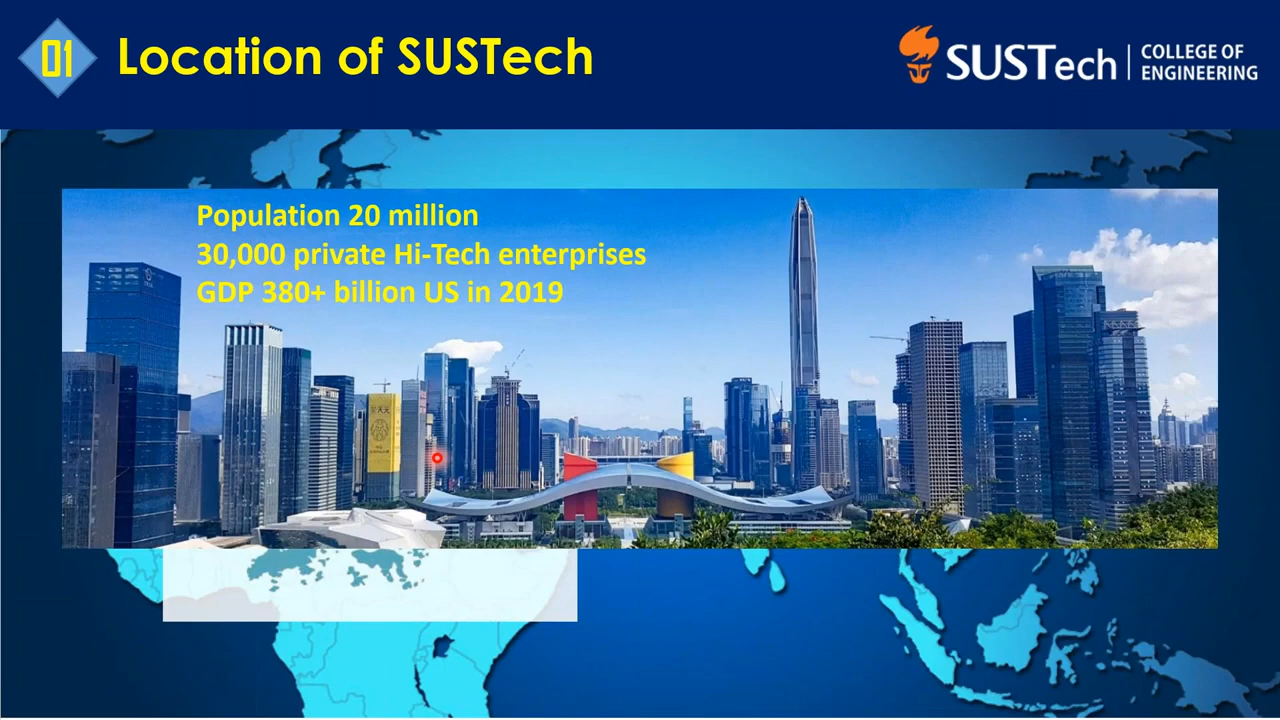 01
Location of SUSTech
SUSTech
COLLEGE OF
ENGINEERING
Population 20 million
30,000 private Hi-Tech enterprises
GDP 380+ billion US in 2019